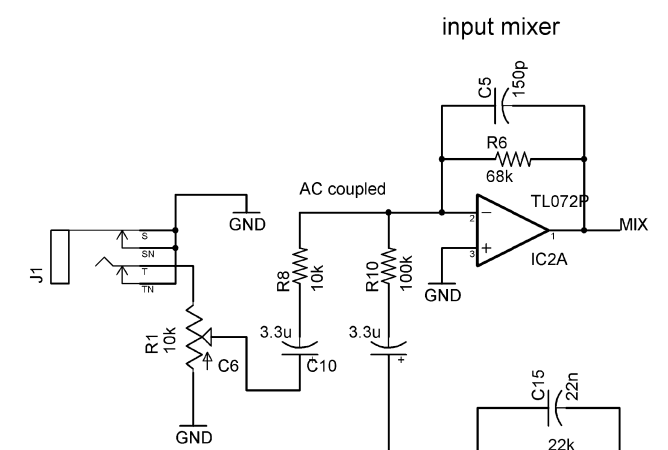 input mixer
C5
150p
R6
68k
AC coupled
TL072P
2
1
3
MIX
IC2A
GND
GND
S
SN
T
TN
J1
R8
10k
R10
100k
R1
10k
3.3u
3.3u
+
+
C6
C10
GND
C15
22n
22k